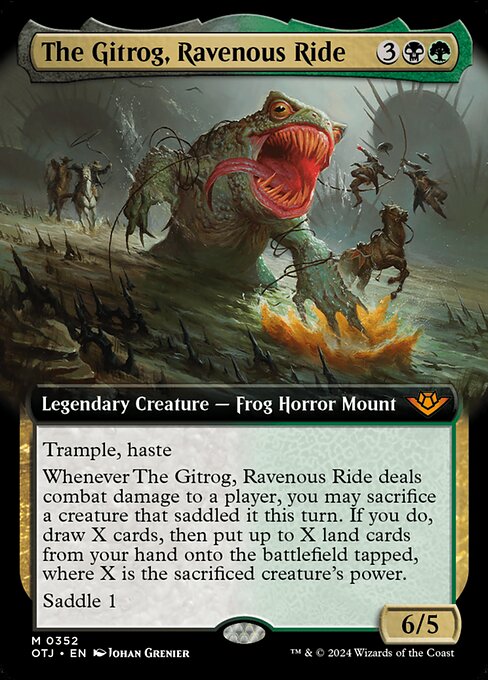 The Gitrog, Ravenous Ride 3
Legendary Creature — Frog Horror Mount
Trample, haste
Whenever The Gitrog, Ravenous Ride deals
combat damage to a player, you may sacrifice
a creature that saddled it this turn. If you do,
draw X cards, then put up to X land cards
from your hand onto the battlefield tapped,
where X is the sacrificed creature's power.
Saddle 1
6/5
M 0352
OTJ • EN Johan Grenier
™ & © 2024 Wizards of the Coast